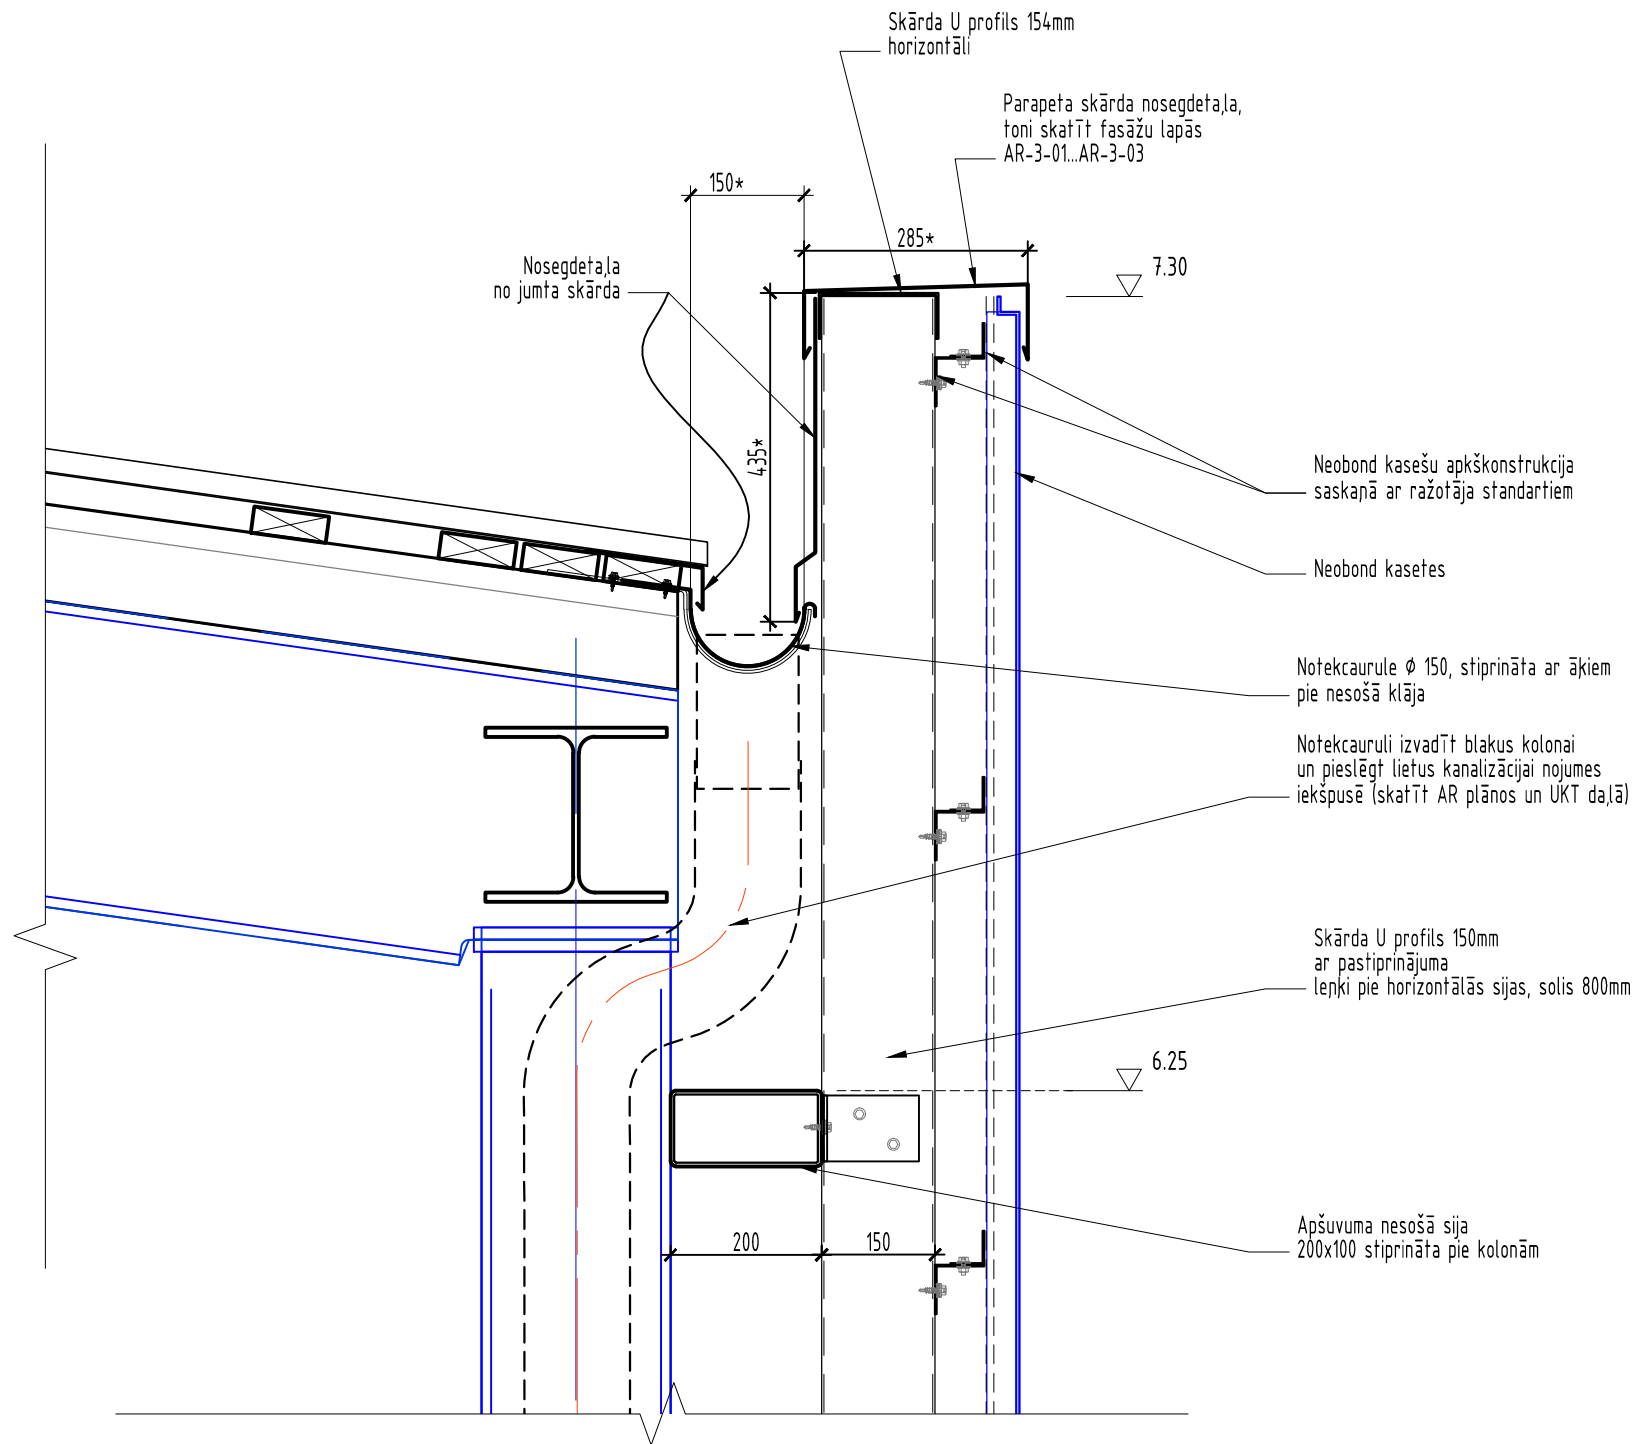 Skārda U profils 154mm
horizontāli
Parapeta skārda nosegdetaļa,
toni skatīt fasāžu lapās
AR-3-01...AR-3-03
150*
285*
7.30
Nosegdetaļa
no jumta skārda
435*
Neobond kasešu apkškonstrukcija
saskaņā ar ražotāja standartiem
Neobond kasetes
Notekcaurule Ø 150, stiprināta ar āķiem
pie nesošā klāja
Notekcauruli izvadīt blakus kolonai
un pieslēgt lietus kanalizācijai nojumes
iekšpusē (skatīt AR plānos un UKT daļā)
Skārda U profils 150mm
ar pastiprinājuma
leņķi pie horizontālās sijas, solis 800mm
6.25
Apšuvuma nesošā sija
200x100 stiprināta pie kolonām
200
150